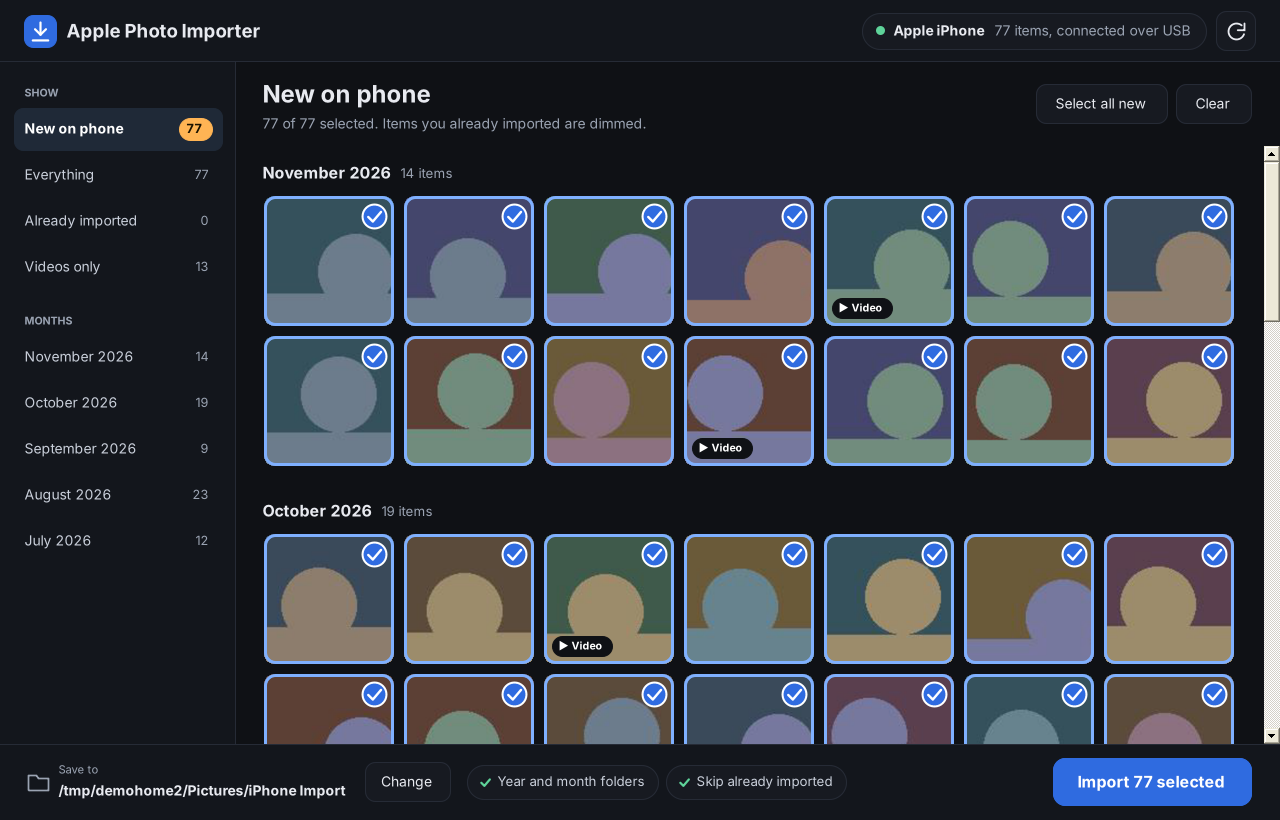 Apple Photo Importer
Apple iPhone 77 items, connected over USB
SHOW
New on phone 77
Everything 77
Already imported 0
Videos only 13
MONTHS
November 2026 14
October 2026 19
September 2026 9
August 2026 23
July 2026 12
New on phone
77 of 77 selected. Items you already imported are dimmed.
Select all new
Clear
November 2026 14 items
Video
Video
October 2026 19 items
Video
Save to
/tmp/demohome2/Pictures/iPhone Import
Change
Year and month folders
Skip already imported
Import 77 selected